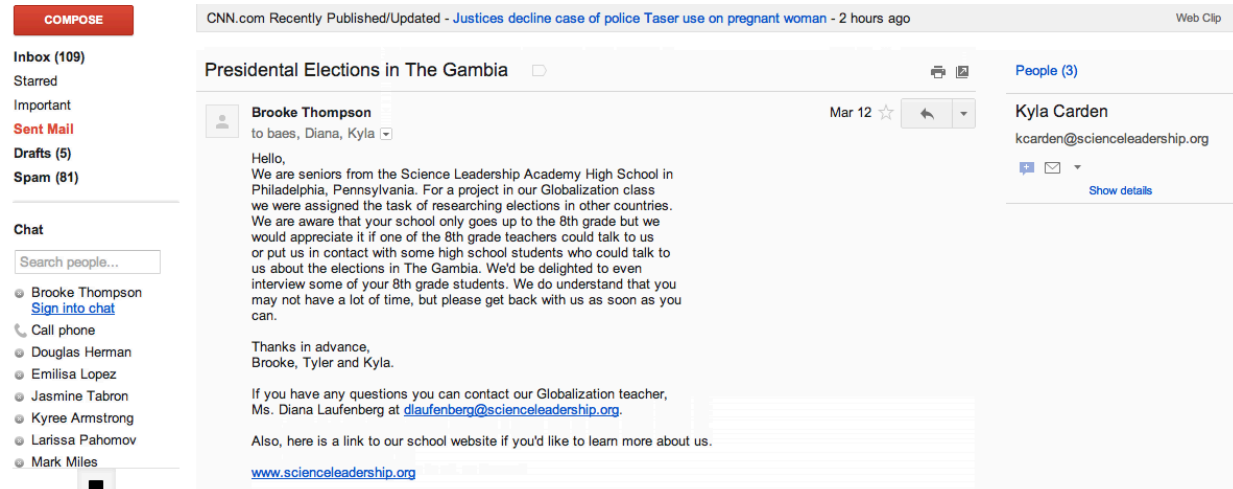 COMPOSE
Inbox (109)
Starred
Important
Sent Mail
Drafts (5)
Spam (81)
Chat
Search people...
Brooke Thompson
Sign into chat
Call phone
Douglas Herman
Emilisa Lopez
Jasmine Tabron
Kyree Armstrong
Larissa Pahomov
Mark Miles
CNN.com Recently Published/Updated - Justices decline case of police Taser use on pregnant woman - 2 hours ago
Web Clip
Presidental Elections in The Gambia
Brooke Thompson
Mar 12
to baes, Diana, Kyla
Hello,
We are seniors from the Science Leadership Academy High School in
Philadelphia, Pennsylvania. For a project in our Globalization class
we were assigned the task of researching elections in other countries.
We are aware that your school only goes up to the 8th grade but we
would appreciate it if one of the 8th grade teachers could talk to us
or put us in contact with some high school students who could talk to
us about the elections in The Gambia. We'd be delighted to even
interview some of your 8th grade students. We do understand that you
may not have a lot of time, but please get back with us as soon as you
can.
Thanks in advance,
Brooke, Tyler and Kyla.
If you have any questions you can contact our Globalization teacher,
Ms. Diana Laufenberg at dlaufenberg@scienceleadership.org.
Also, here is a link to our school website if you'd like to learn more about us.
www.scienceleadership.org
People (3)
Kyla Carden
kcarden@scienceleadership.org
Show details